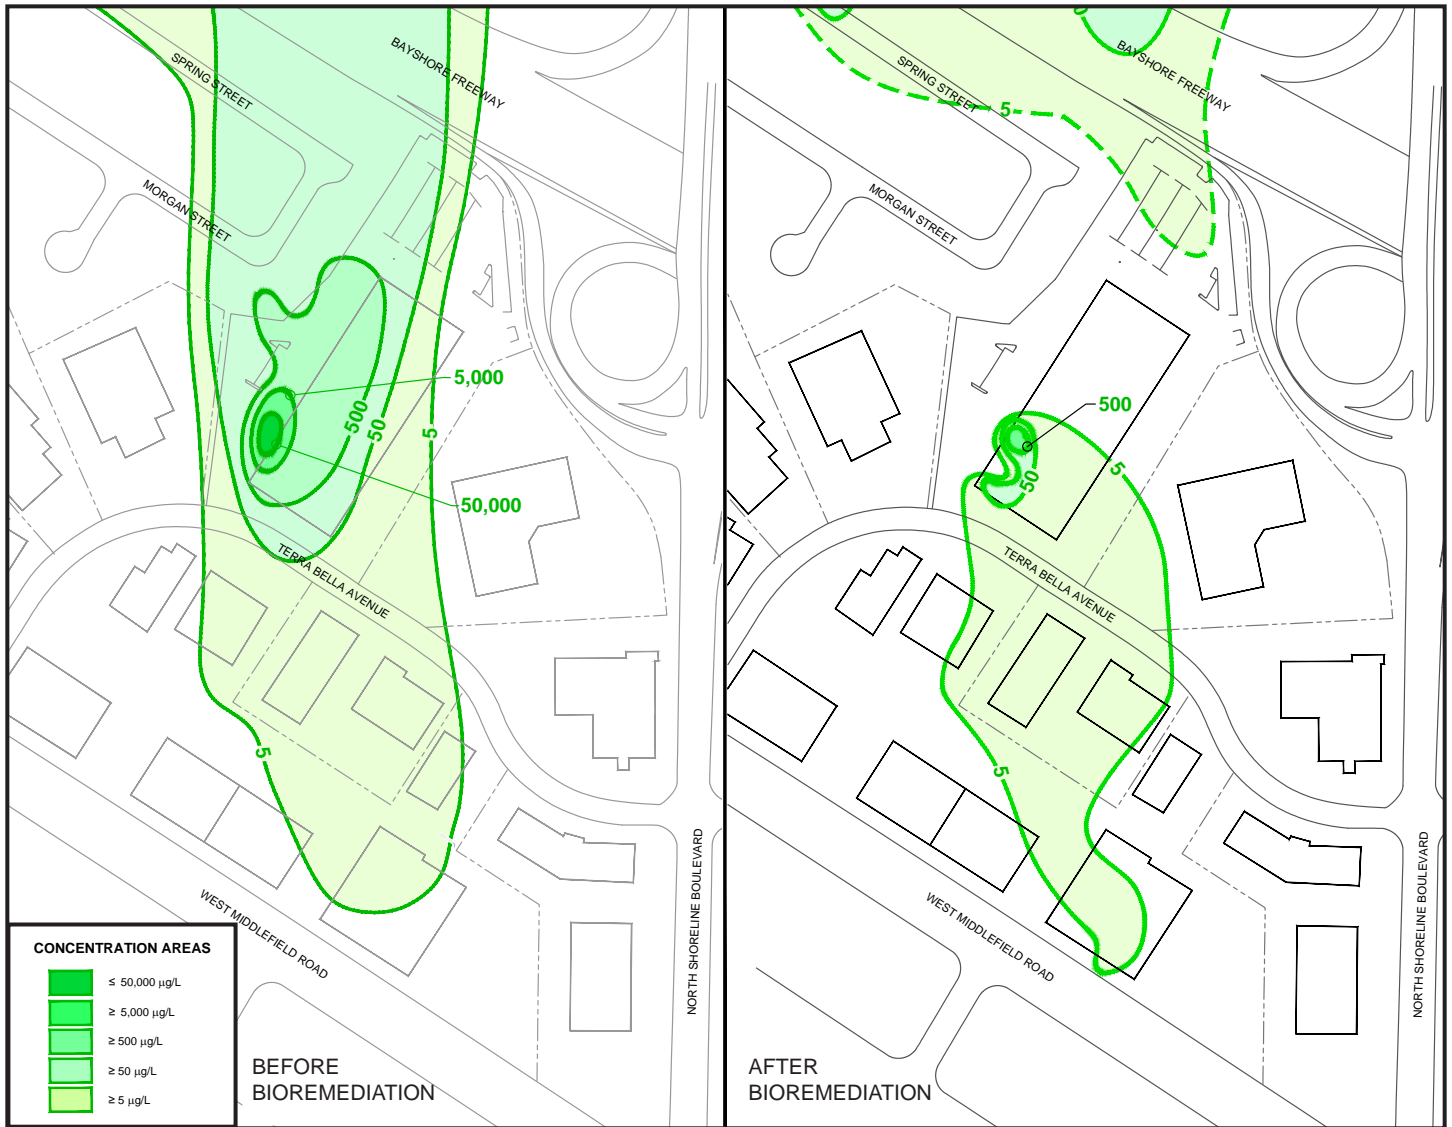 SPRING STREET
BAYSHORE FREEWAY
MORGAN STREET
5,000
500
50
5
50,000
TERRA BELLA AVENUE
5
WEST MIDDLEFIELD ROAD
NORTH SHORELINE BOULEVARD
CONCENTRATION AREAS
≤ 50,000 µg/L
≥ 5,000 µg/L
≥ 500 µg/L
≥ 50 µg/L
≥ 5 µg/L
BEFORE
BIOREMEDIATION
BAYSHORE FREEWAY
SPRING STREET
5
MORGAN STREET
500
5
50
TERRA BELLA AVENUE
5
WEST MIDDLEFIELD ROAD
NORTH SHORELINE BOULEVARD
AFTER
BIOREMEDIATION